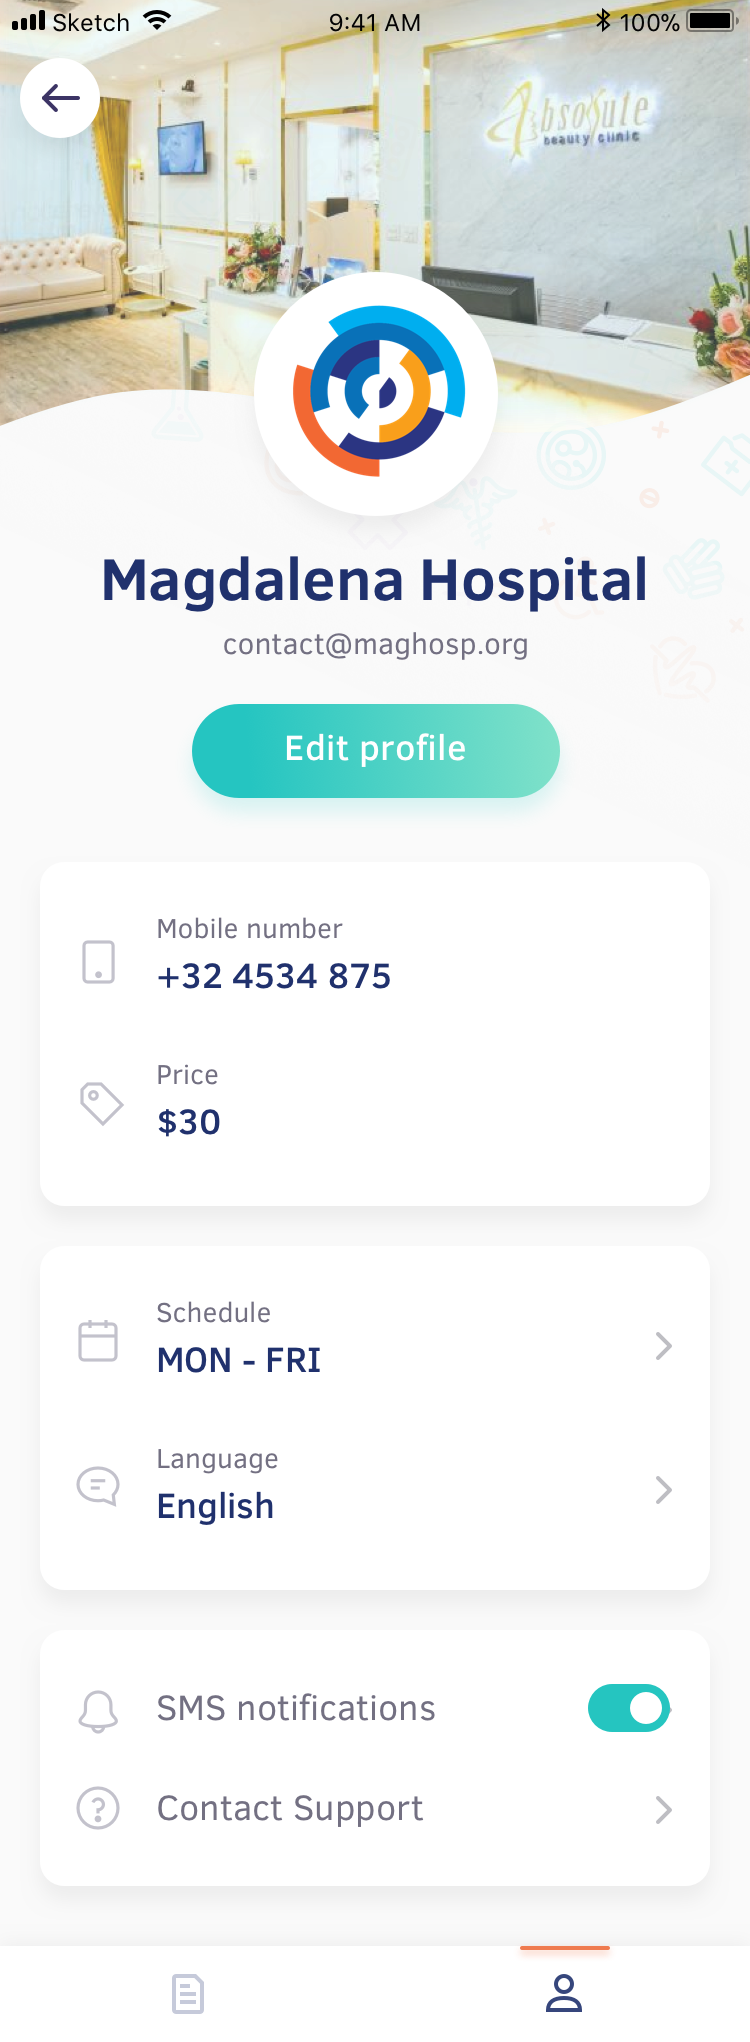 Sketch 9:41 AM 100%
Absolute
beauty clinic
Magdalena Hospital
contact@maghosp.org
Edit profile
Mobile number
+32 4534 875
Price
$30
Schedule
MON - FRI
Language
English
SMS notifications
Contact Support